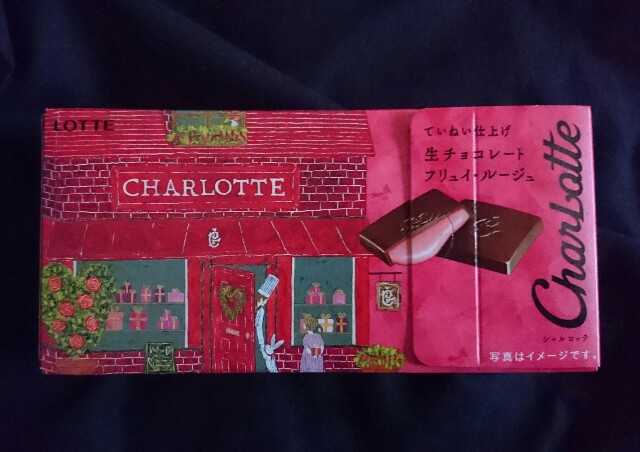 LOTTE
CHARLOTTE
ていねい仕上げ
生チョコレート
フリュイ・ルージュ
Charlotte
シャルロッテ
写真はイメージです。